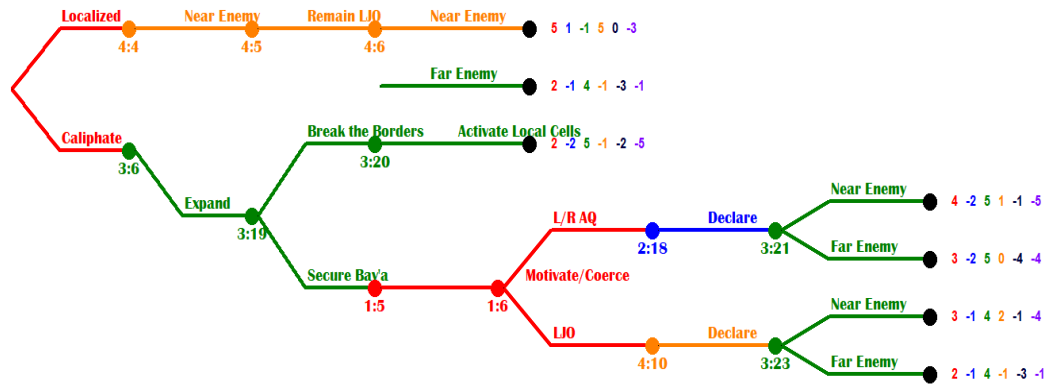 Localized Near Enemy Remain LJO Near Enemy 5 1 -1 5 0 -3
4:4 4:5 4:6
Far Enemy 2 -1 4 -1 -3 -1
Caliphate Break the Borders Activate Local Cells 2 -2 5 -1 -2 -5
3:6 3:20
Expand Near Enemy 4 -2 5 1 -1 -5
3:19 L/R AQ Declare
2:18 3:21
Far Enemy 3 -2 5 0 -4 -4
Secure Bay'a Motivate/Coerce
1:5 1:6
Near Enemy 3 -1 4 2 -1 -4
LJO Declare
4:10 3:23
Far Enemy 2 -1 4 -1 -3 -1